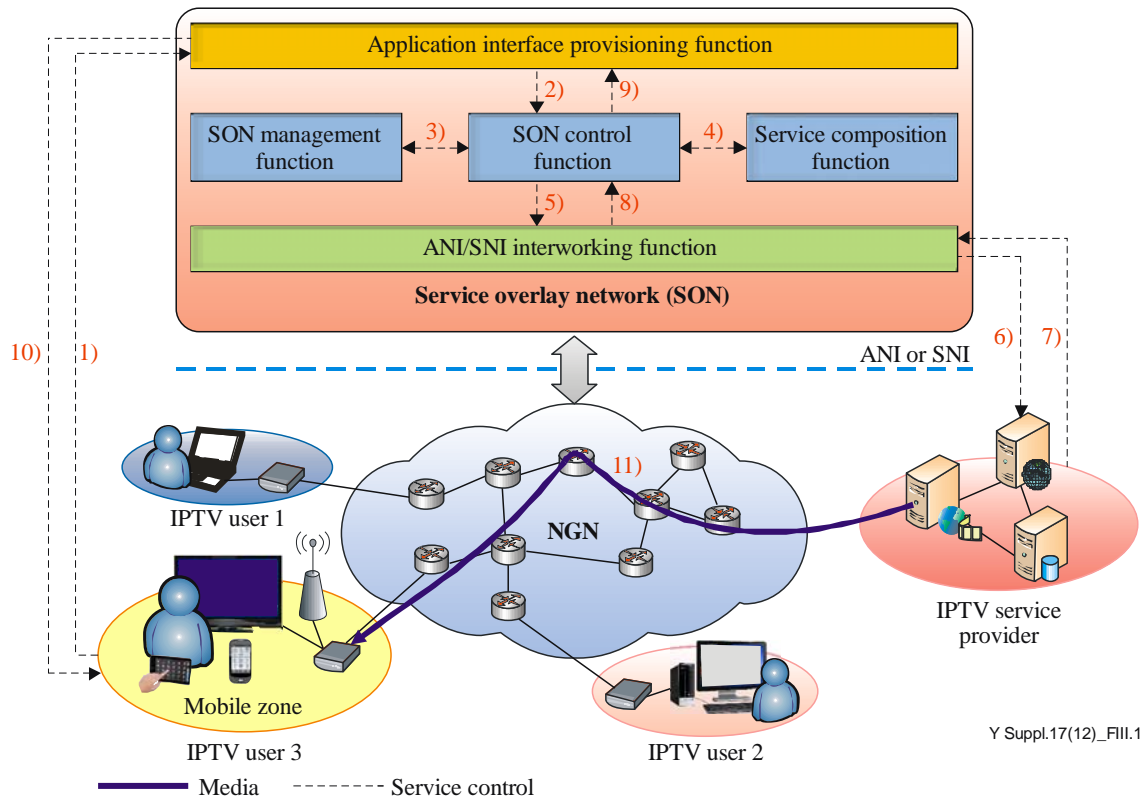 Application interface provisioning function
2)
9)
SON management
function
3)
SON control
function
4)
Service composition
function
5)
8)
ANI/SNI interworking function
Service overlay network (SON)
10)
1)
6)
7)
ANI or SNI
11)
IPTV user 1
NGN
IPTV service
provider
Mobile zone
IPTV user 3
IPTV user 2
Y Suppl.17(12)_FIII.1
Media
Service control